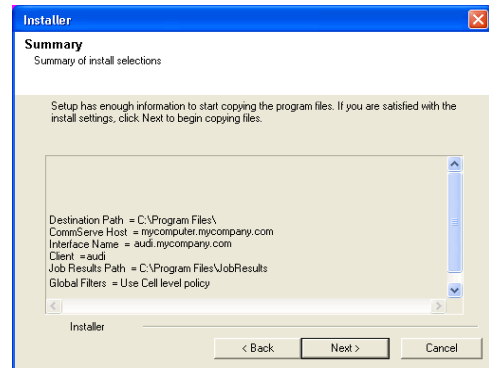 Installer
Summary
Summary of install selections
Setup has enough information to start copying the program files. If you are satisfied with the
install settings, click Next to begin copying files.
Destination Path = C:\Program Files\
CommServe Host = mycomputer.mycompany.com
Interface Name = audi.mycompany.com
Client =audi
Job Results Path = C:\Program Files\JobResults
Global Filters = Use Cell level policy
Installer
< Back Next > Cancel